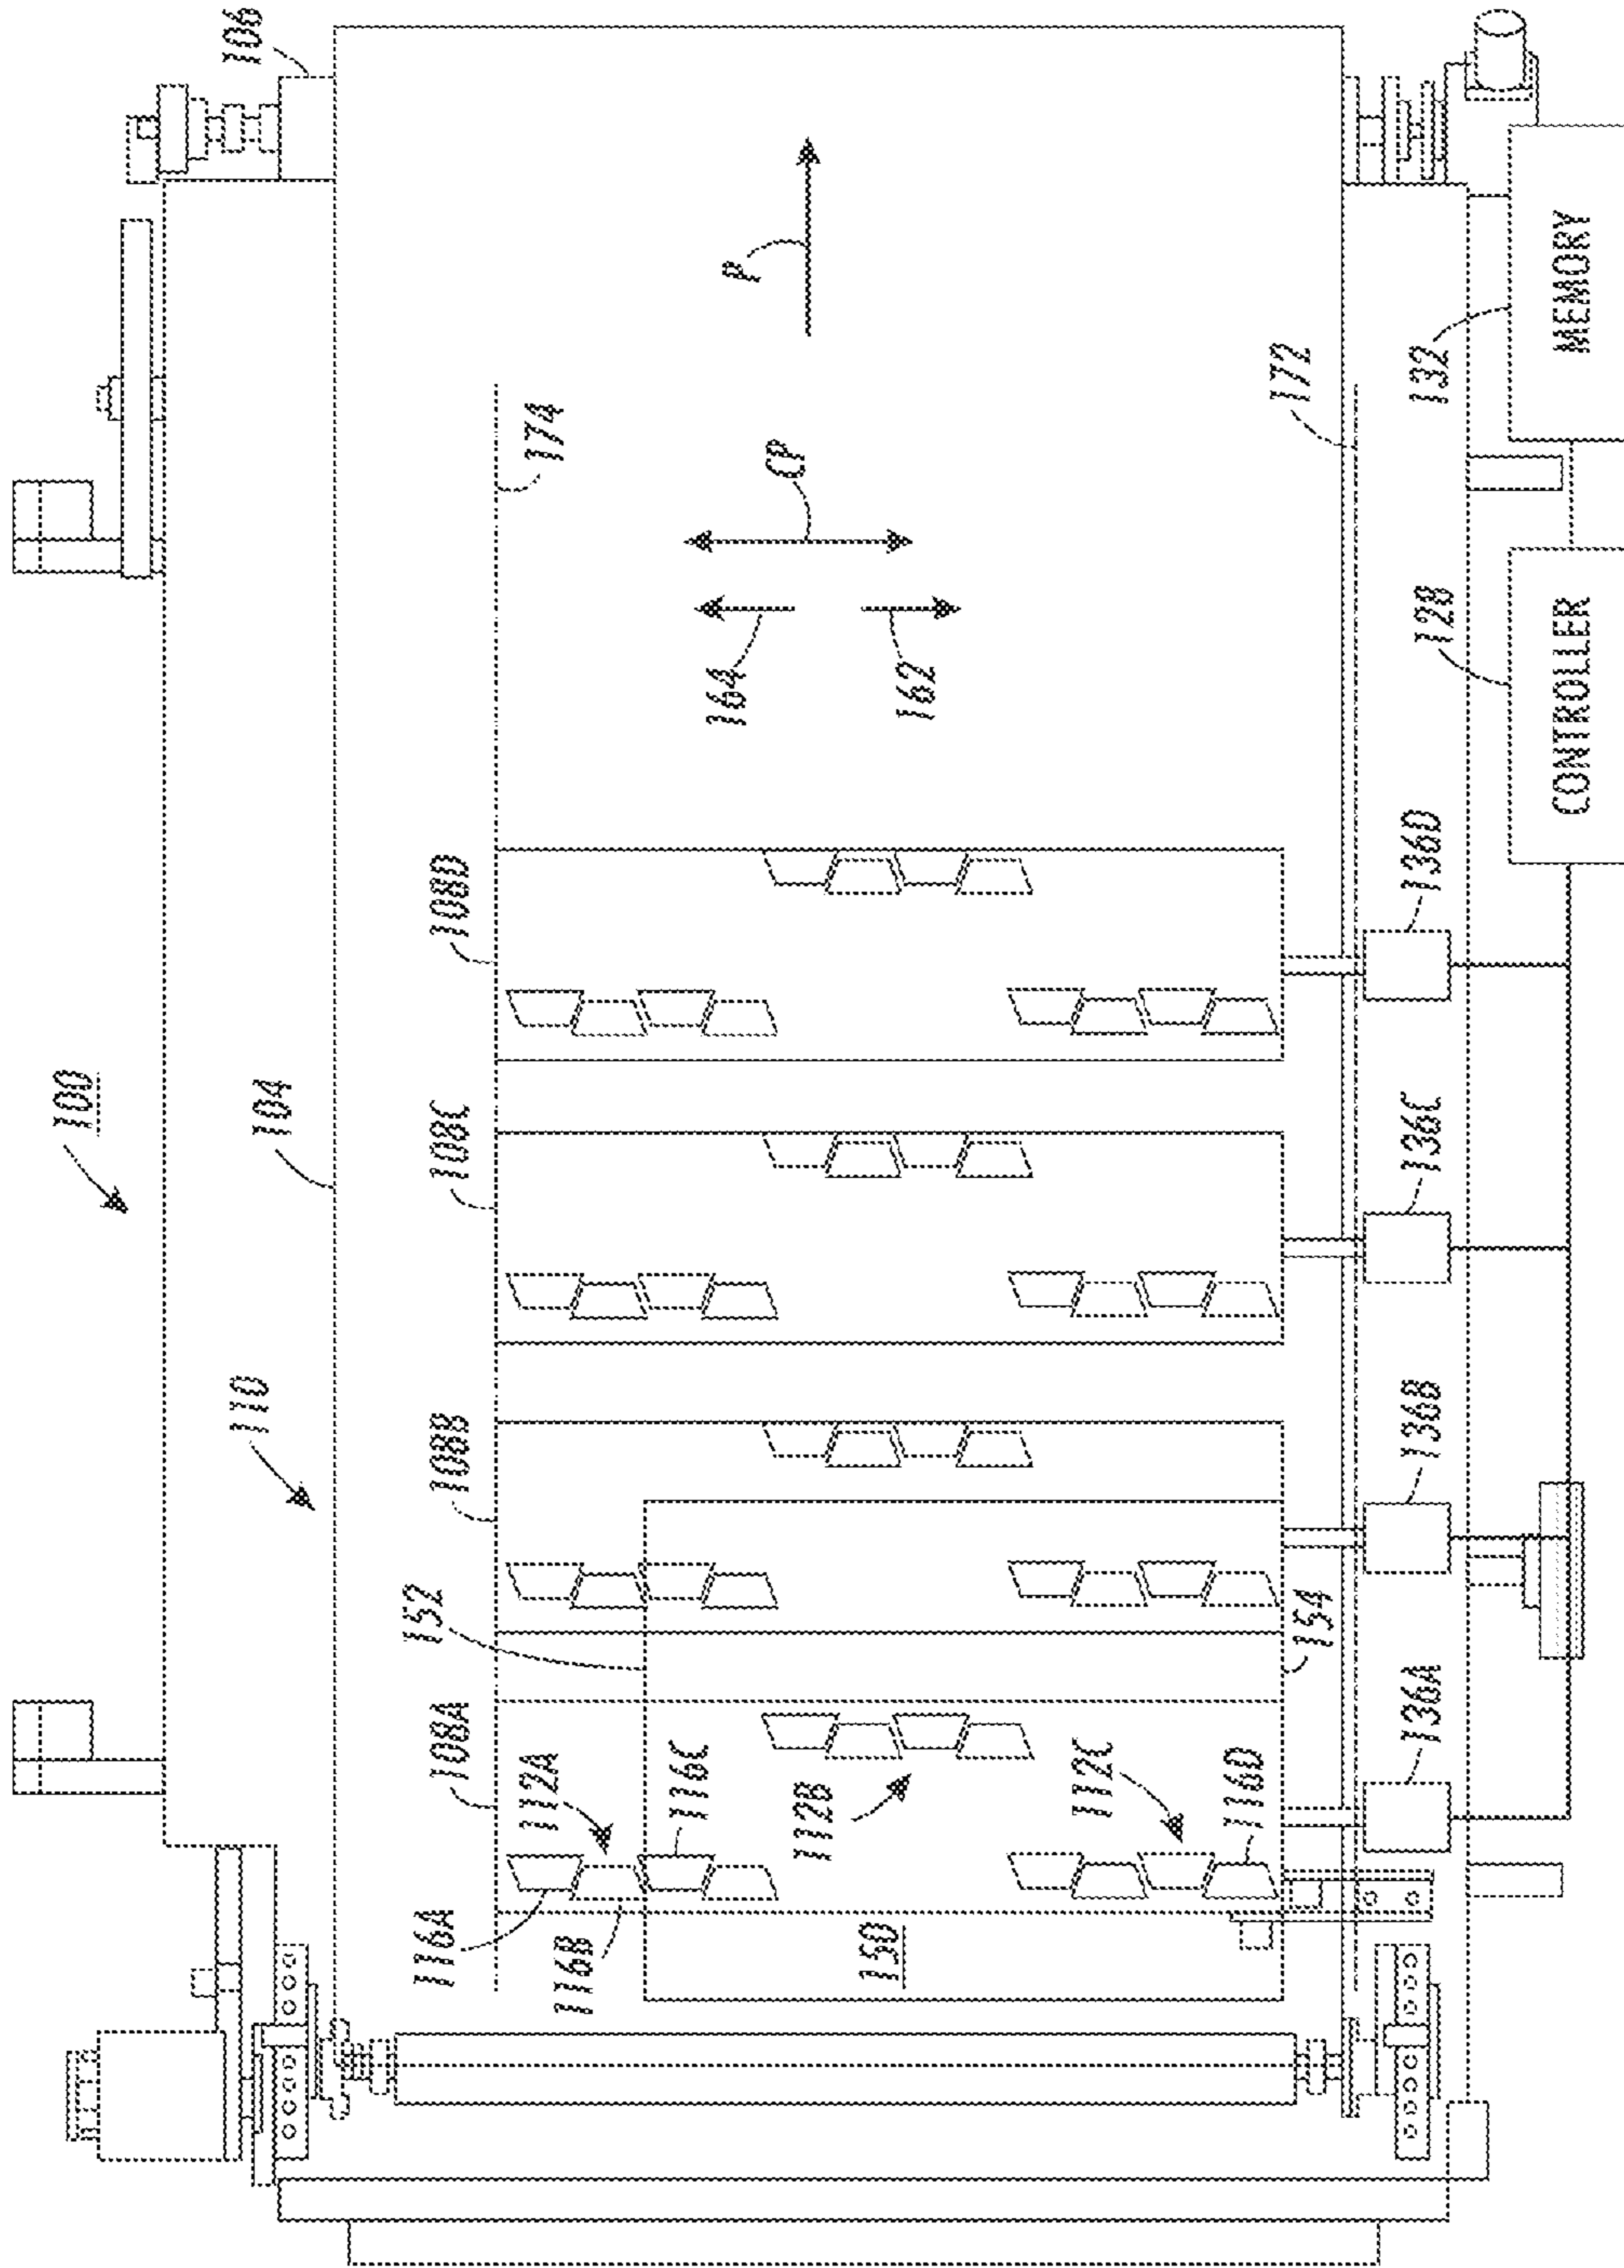 100
106
110
104
108A
108B
108C
108D
174
P
CP
164
162
172
152
154
112A
116C
112B
112C
116D
116A
116B
150
136A
136B
136C
136D
128
132
CONTROLLER
MEMORY